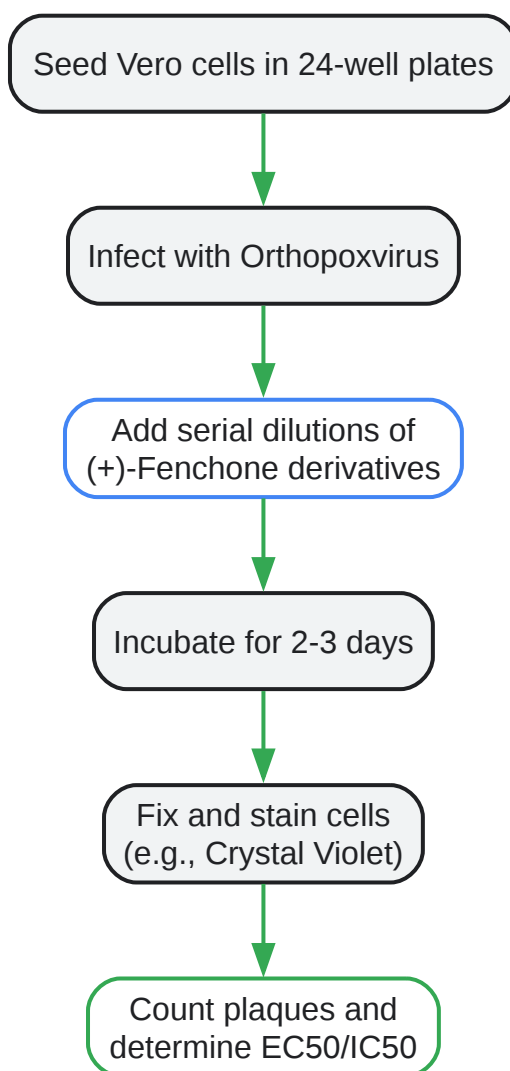 Seed Vero cells in 24-well plates
Infect with Orthopoxvirus
Add serial dilutions of
(+)-Fenchone derivatives
Incubate for 2-3 days
Fix and stain cells
(e.g., Crystal Violet)
Count plaques and
determine EC50/IC50